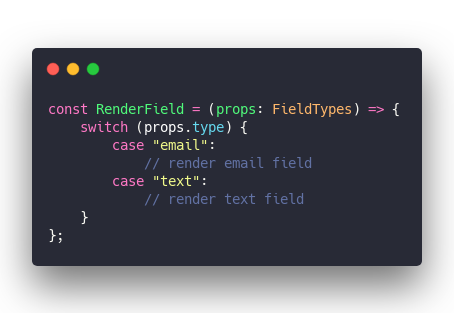 const RenderField = (props: FieldTypes) => {
    switch (props.type) {
        case "email":
            // render email field
        case "text":
            // render text field
    }
};